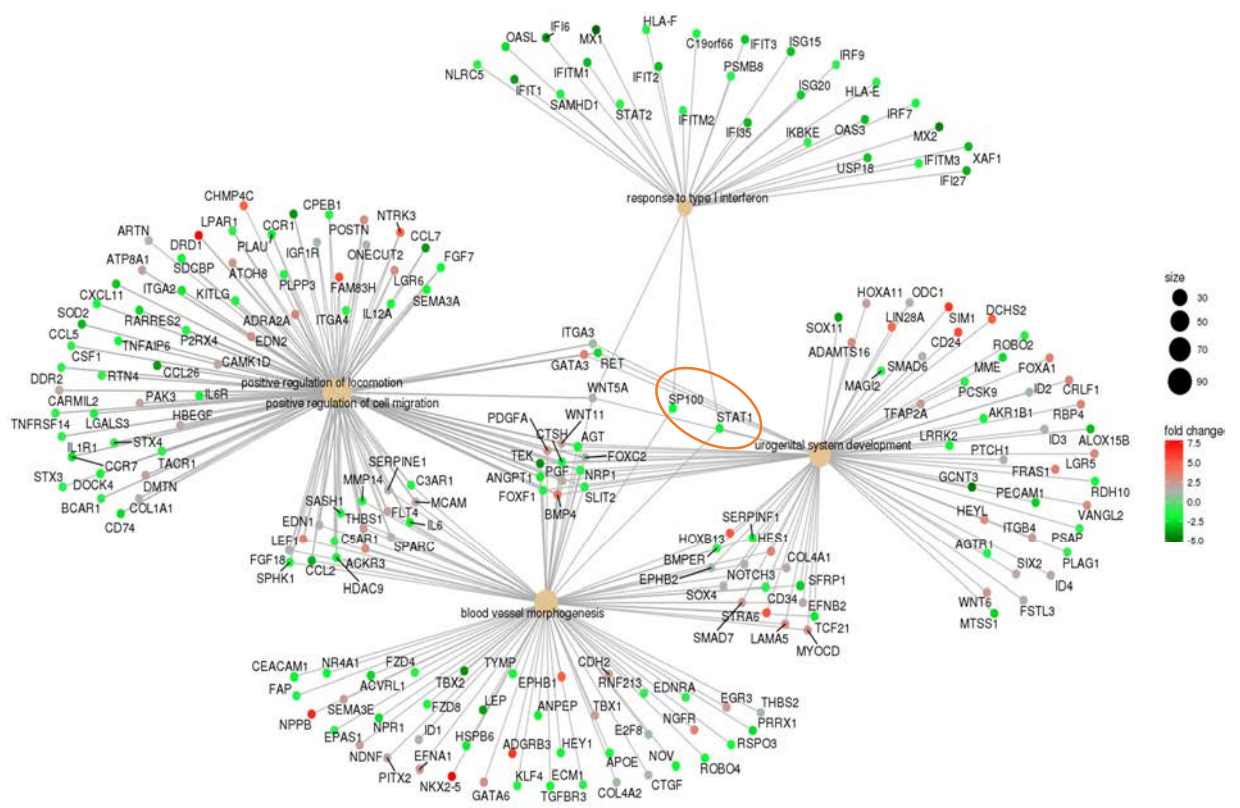 IFI6
HLA-F
OASL
MX1
C19orf66
IFIT3
ISG15
NLRC5
IFITM1
IFIT2
PSMB8
IRF9
IFIT1
SAMHD1
STAT2
IFITM2
ISG20
HLA-E
IFI35
IKBKE
OAS3
IRF7
MX2
USP18
IFITM3
XAF1
IFI27
response to type I interferon
CHMP4C
CPEB1
NTRK3
ARTN
LPAR1
CCR1
POSTN
CCL7
DRD1
PLAU
IGF1R
ONECUT2
FGF7
ATP8A1
SDCBP
ATOH8
PLPP3
FAM83H
LGR6
CXCL11
ITGA2
KITLG
SEMA3A
SOD2
RARRES2
ADRA2A
ITGA4
IL12A
CCL5
TNFAIP6
P2RX4
EDN2
CSF1
CCL26
CAMK1D
DDR2
RTN4
positive regulation of locomotion
CARMIL2
PAK3
IL6R
positive regulation of cell migration
TNFRSF14
LGALS3
HBEGF
IL1R1
STX4
CCR7
TACR1
STX3
DOCK4
DMTN
BCAR1
COL1A1
CD74
ITGA3
GATA3
RET
WNT5A
SP100
STAT1
PDGFA
WNT11
CTSH
AGT
TEK
FOXC2
PGF
ANGPT1
NRP1
FOXF1
SLIT2
BMP4
SERPINE1
MMP14
C3AR1
SASH1
MCAM
FLT4
EDN1
THBS1
IL6
LEF1
C5AR1
SPARC
FGF18
ACKR3
SPHK1
CCL2
HDAC9
HOXA11
ODC1
SOX11
LIN28A
SIM1
DCHS2
ADAMTS16
CD24
ROBO2
SMAD6
MME
FOXA1
MAGI2
PCSK9
ID2
CRLF1
TFAP2A
AKR1B1
RBP4
LRRK2
ID3
ALOX15B
urogenital system development
PTCH1
LGR5
FRAS1
GCNT3
RDH10
PECAM1
HEYL
VANGL2
ITGB4
PSAP
AGTR1
PLAG1
SIX2
ID4
WNT6
FSTL3
MTSS1
SERPINF1
HOXB13
HES1
BMPER
COL4A1
EPHB2
NOTCH3
SFRP1
SOX4
CD34
EFNB2
STRA6
TCF21
SMAD7
LAMA5
MYOCD
blood vessel morphogenesis
CEACAM1
NR4A1
FZD4
TYMP
CDH2
FAP
ACVRL1
TBX2
EPHB1
RNF213
EDNRA
SEMA3E
LEP
EGR3
THBS2
NPPB
NPR1
FZD8
ANPEP
TBX1
NGFR
PRRX1
EPAS1
ID1
HSPB6
E2F8
RSPO3
NDNF
EFNA1
ADGRB3
HEY1
NOV
PITX2
APOE
ROBO4
NKX2-5
KLF4
ECM1
CTGF
GATA6
TGFBR3
COL4A2
size
30
50
70
90
fold change
7.5
5.0
2.5
0.0
-2.5
-5.0